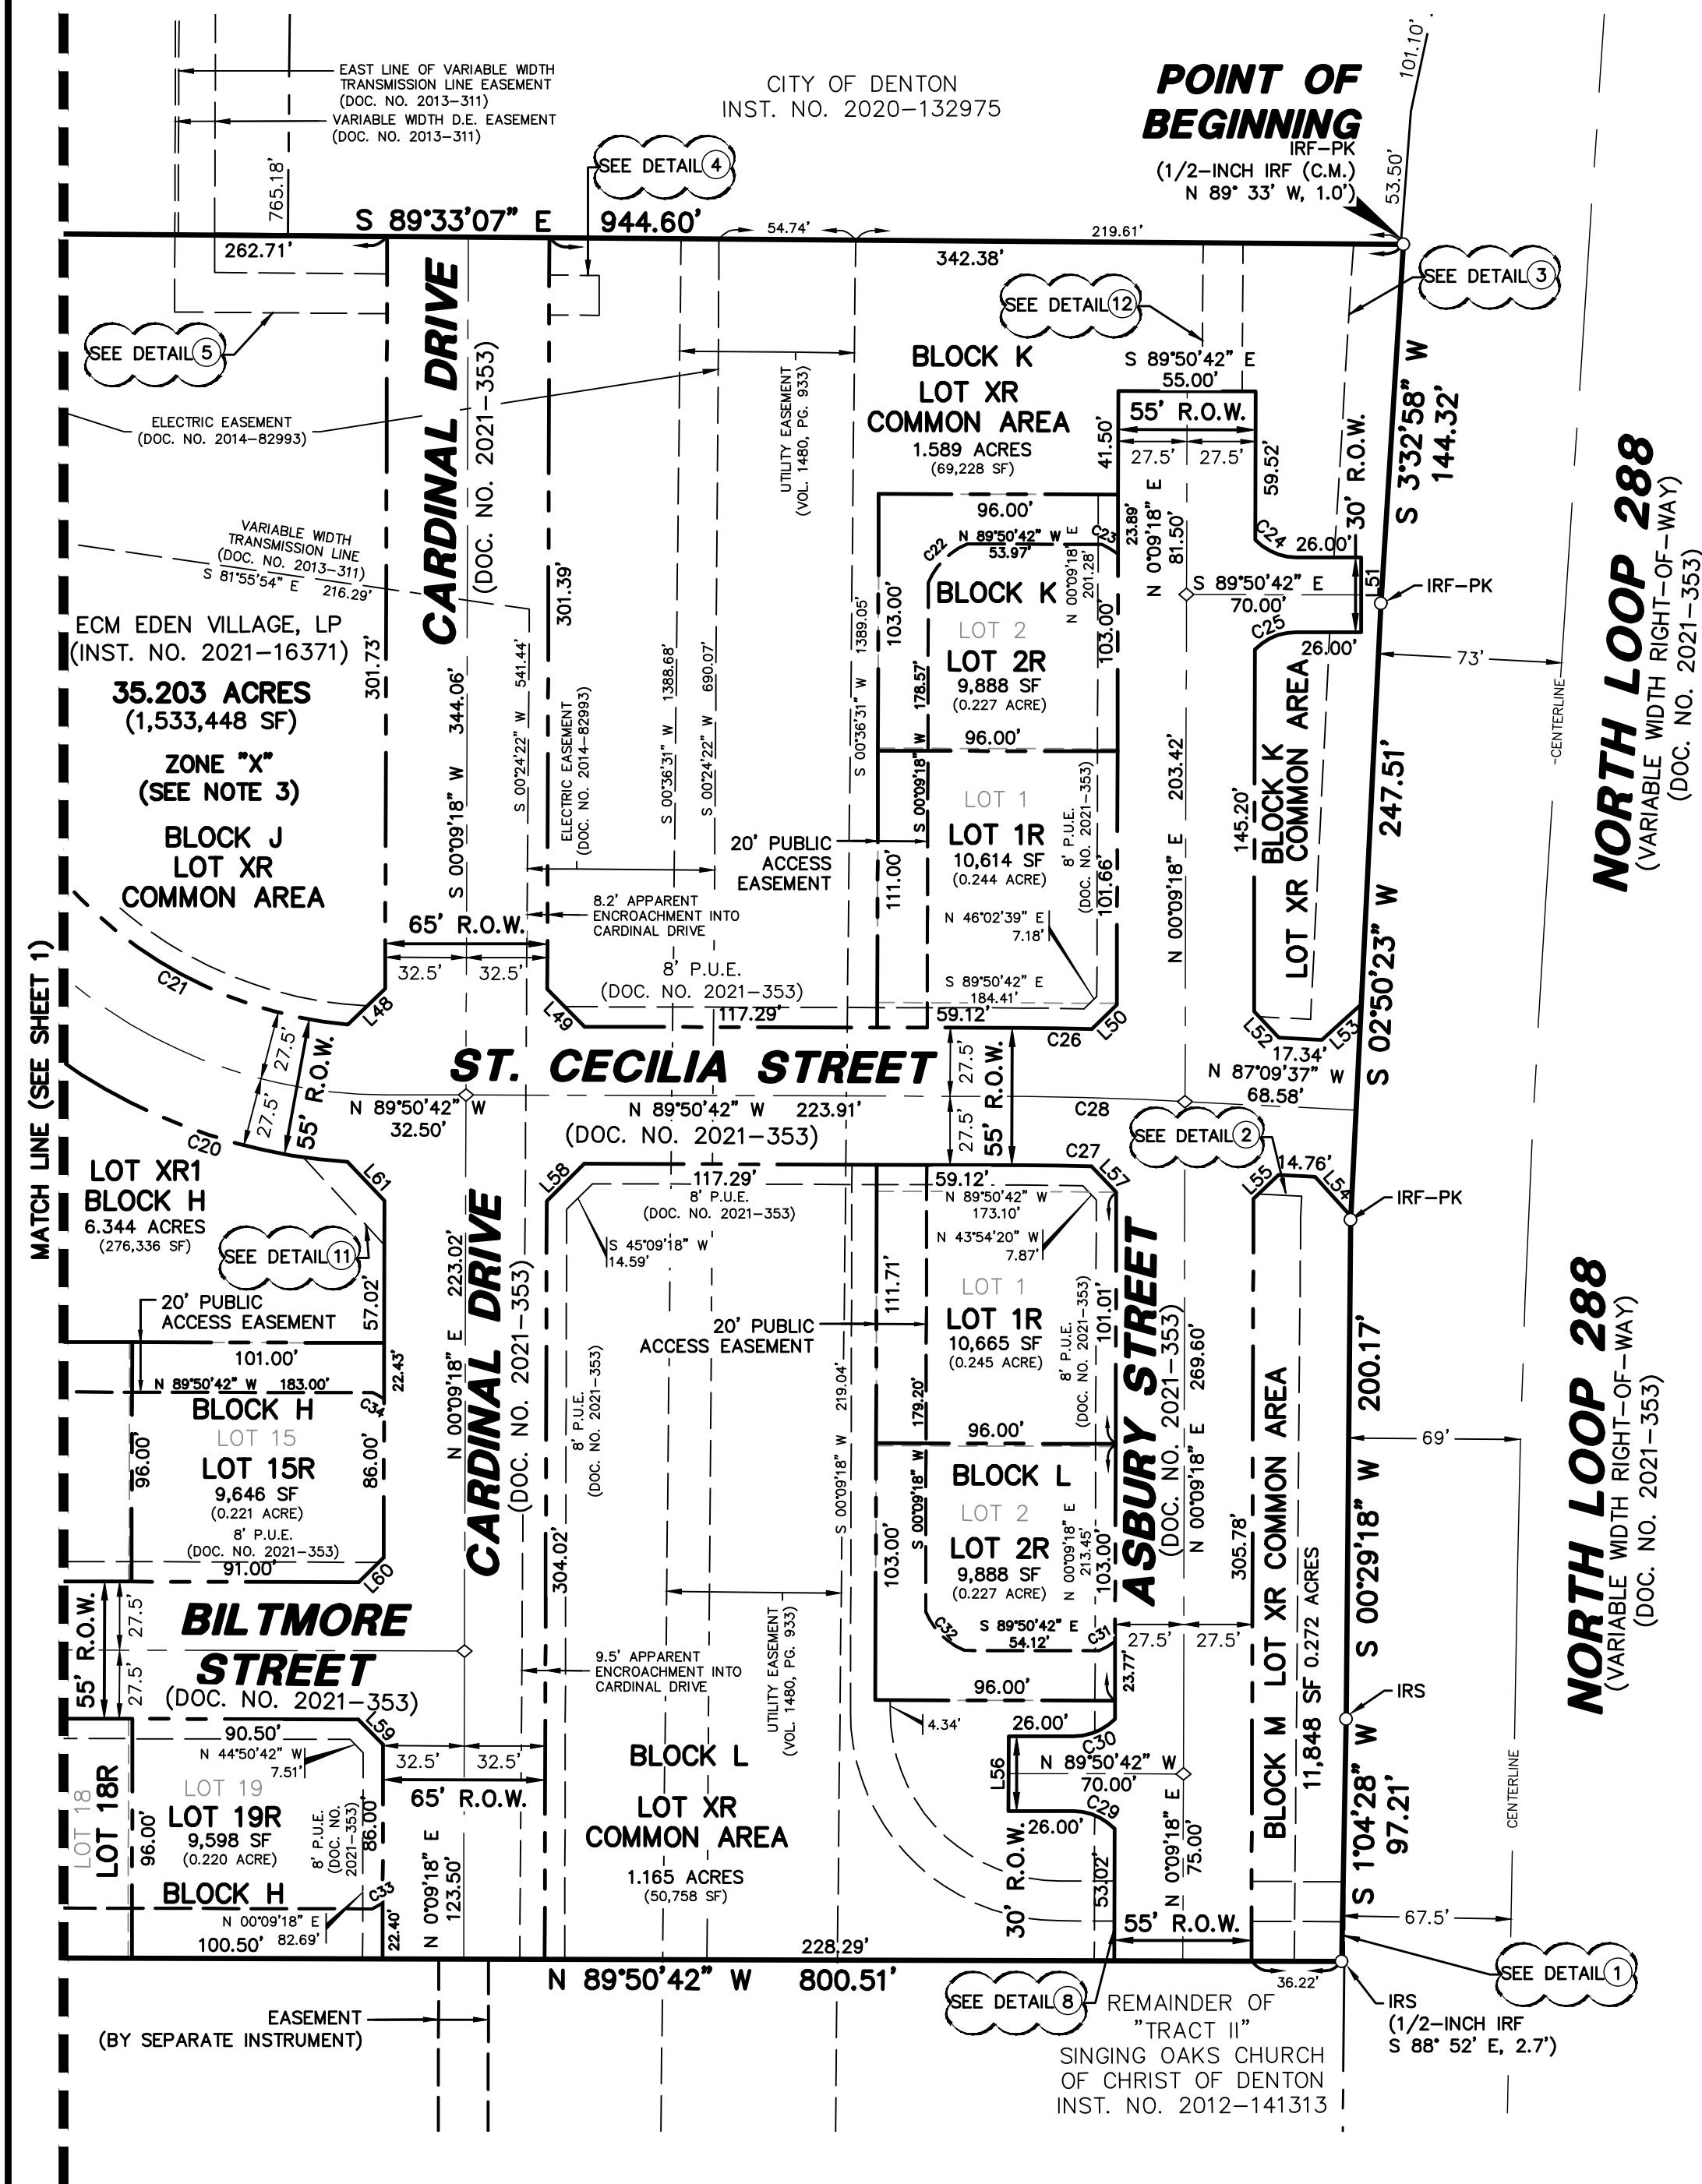 EAST LINE OF VARIABLE WIDTH
TRANSMISSION LINE EASEMENT
(DOC. NO. 2013-311)
VARIABLE WIDTH D.E. EASEMENT
(DOC. NO. 2013-311)
765.18'
CITY OF DENTON
INST. NO. 2020-132975
SEE DETAIL 4
POINT OF
BEGINNING
IRF-PK
(1/2-INCH IRF (C.M.)
N 89° 33' W, 1.0')
101.10'
53.50'
S 89°33'07" E 944.60'
54.74'
219.61'
262.71'
342.38'
SEE DETAIL 3
SEE DETAIL 12
SEE DETAIL 5
CARDINAL DRIVE
(DOC. NO. 2021-353)
ELECTRIC EASEMENT
(DOC. NO. 2014-82993)
UTILITY EASEMENT
(VOL. 1480, PG. 933)
BLOCK K
LOT XR
COMMON AREA
1.589 ACRES
(69,228 SF)
S 89°50'42" E
55.00'
55' R.O.W.
27.5'
27.5'
41.50'
59.52'
30' R.O.W.
S 3°32'58" W
144.32'
NORTH LOOP 288
(VARIABLE WIDTH RIGHT-OF-WAY)
(DOC. NO. 2021-353)
VARIABLE WIDTH
TRANSMISSION LINE
(DOC. NO. 2013-311)
S 81°55'54" E 216.29'
96.00'
N 89°50'42" W
53.97'
C22
C23
23.89'
N 0°09'18" E
81.50'
C24
26.00'
S 89°50'42" E
70.00'
L51
IRF-PK
C25
26.00'
73'
CENTERLINE
ECM EDEN VILLAGE, LP
(INST. NO. 2021-16371)
35.203 ACRES
(1,533,448 SF)
ZONE "X"
(SEE NOTE 3)
BLOCK J
LOT XR
COMMON AREA
301.73'
301.39'
S 00°09'18" W 344.06'
S 00°24'22" W 541.44'
ELECTRIC EASEMENT
(DOC. NO. 2014-82993)
S 00°36'31" W 1388.68'
S 00°24'22" W 690.07'
S 00°36'31" W 1389.05'
103.00'
BLOCK K
LOT 2
LOT 2R
9,888 SF
(0.227 ACRE)
N 00°09'18" E
201.28'
103.00'
178.57'
S 00°09'18" W
96.00'
LOT 1
LOT 1R
10,614 SF
(0.244 ACRE)
8' P.U.E.
(DOC. NO. 2021-353)
101.66'
111.00'
20' PUBLIC
ACCESS
EASEMENT
N 46°02'39" E
7.18'
S 89°50'42" E
184.41'
N 00°09'18" E 203.42'
145.20'
BLOCK K
LOT XR COMMON AREA
S 02°50'23" W 247.51'
8.2' APPARENT
ENCROACHMENT INTO
CARDINAL DRIVE
65' R.O.W.
32.5'
32.5'
8' P.U.E.
(DOC. NO. 2021-353)
117.29'
59.12'
C21
L48
L49
C26
L50
L52
L53
17.34'
N 87°09'37" W
68.58'
MATCH LINE (SEE SHEET 1)
27.5'
27.5'
55' R.O.W.
ST. CECILIA STREET
N 89°50'42" W
32.50'
N 89°50'42" W 223.91'
(DOC. NO. 2021-353)
27.5'
27.5'
55' R.O.W.
C28
C27
SEE DETAIL 2
14.76'
L55
L54
IRF-PK
C20
LOT XR1
BLOCK H
6.344 ACRES
(276,336 SF)
L61
L58
L57
117.29'
59.12'
8' P.U.E.
(DOC. NO. 2021-353)
N 89°50'42" W
173.10'
N 43°54'20" W
7.87'
S 45°09'18" W
14.59'
SEE DETAIL 11
57.02'
20' PUBLIC
ACCESS EASEMENT
101.00'
22.43'
N 89°50'42" W 183.00'
C34
BLOCK H
LOT 15
LOT 15R
9,646 SF
(0.221 ACRE)
8' P.U.E.
(DOC. NO. 2021-353)
91.00'
96.00'
86.00'
L60
N 00°09'18" E 223.02'
CARDINAL DRIVE
(DOC. NO. 2021-353)
8' P.U.E.
(DOC. NO. 2021-353)
304.02'
20' PUBLIC
ACCESS EASEMENT
111.71'
LOT 1
LOT 1R
10,665 SF
(0.245 ACRE)
8' P.U.E.
(DOC. NO. 2021-353)
101.01'
179.20'
S 00°09'18" W
S 00°09'18" W 219.04'
96.00'
BLOCK L
LOT 2
LOT 2R
9,888 SF
(0.227 ACRE)
N 00°09'18" E
213.45'
103.00'
103.00'
ASBURY STREET
(DOC. NO. 2021-353)
N 00°09'18" E 269.60'
305.78'
BLOCK M LOT XR COMMON AREA
11,848 SF 0.272 ACRES
S 00°29'18" W 200.17'
69'
NORTH LOOP 288
(VARIABLE WIDTH RIGHT-OF-WAY)
(DOC. NO. 2021-353)
C32
S 89°50'42" E
54.12'
C31
27.5'
27.5'
23.77'
96.00'
4.34'
BILTMORE
STREET
(DOC. NO. 2021-353)
55' R.O.W.
27.5'
27.5'
9.5' APPARENT
ENCROACHMENT INTO
CARDINAL DRIVE
UTILITY EASEMENT
(VOL. 1480, PG. 933)
90.50'
L59
N 44°50'42" W
7.51'
32.5'
32.5'
65' R.O.W.
LOT 18
LOT 18R
96.00'
LOT 19
LOT 19R
9,598 SF
(0.220 ACRE)
8' P.U.E.
(DOC. NO.
2021-353)
86.00'
BLOCK H
C33
N 00°09'18" E
82.69'
100.50'
22.40'
N 0°09'18" E
123.50'
BLOCK L
LOT XR
COMMON AREA
1.165 ACRES
(50,758 SF)
26.00'
C30
L56
N 89°50'42" W
70.00'
C29
26.00'
30' R.O.W.
53.02'
N 0°09'18" E
75.00'
55' R.O.W.
IRS
S 1°04'28" W
97.21'
CENTERLINE
67.5'
228.29'
N 89°50'42" W 800.51'
36.22'
SEE DETAIL 1
SEE DETAIL 8
EASEMENT
(BY SEPARATE INSTRUMENT)
REMAINDER OF
"TRACT II"
SINGING OAKS CHURCH
OF CHRIST OF DENTON
INST. NO. 2012-141313
IRS
(1/2-INCH IRF
S 88° 52' E, 2.7')